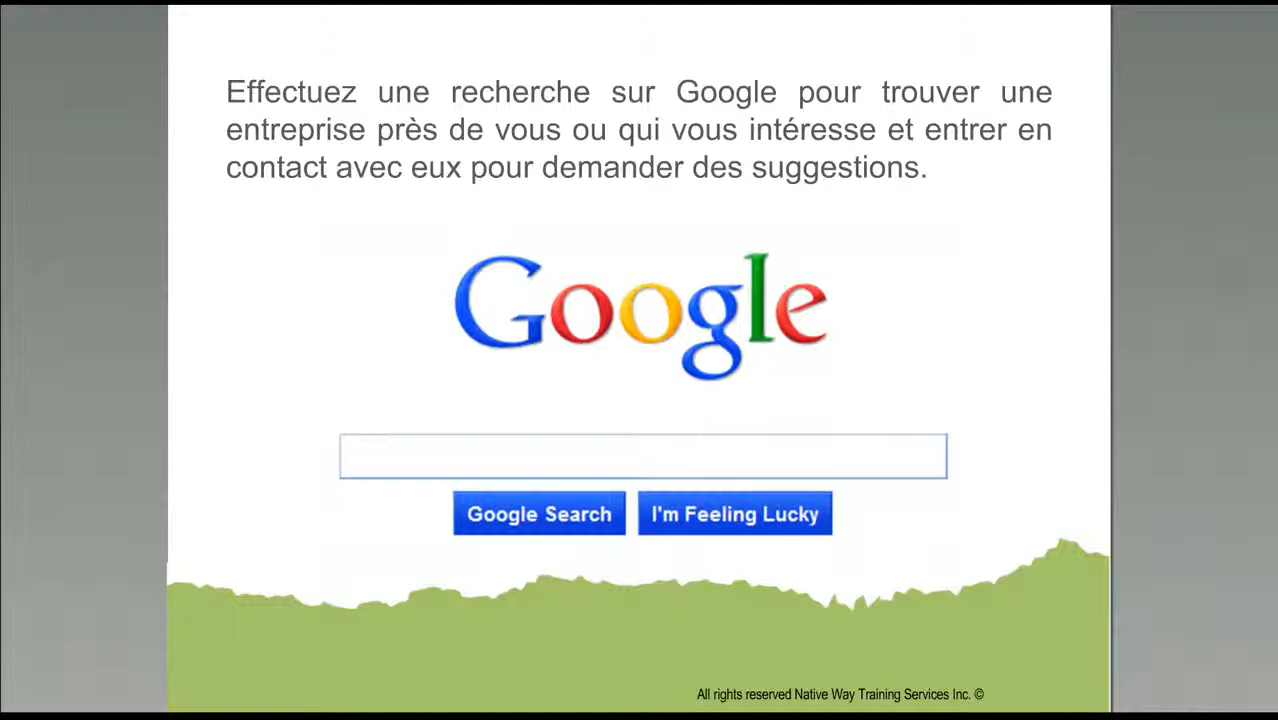 Effectuez une recherche sur Google pour trouver une
entreprise près de vous ou qui vous intéresse et entrer en
contact avec eux pour demander des suggestions.
Google
Google Search I'm Feeling Lucky
All rights reserved Native Way Training Services Inc. ©